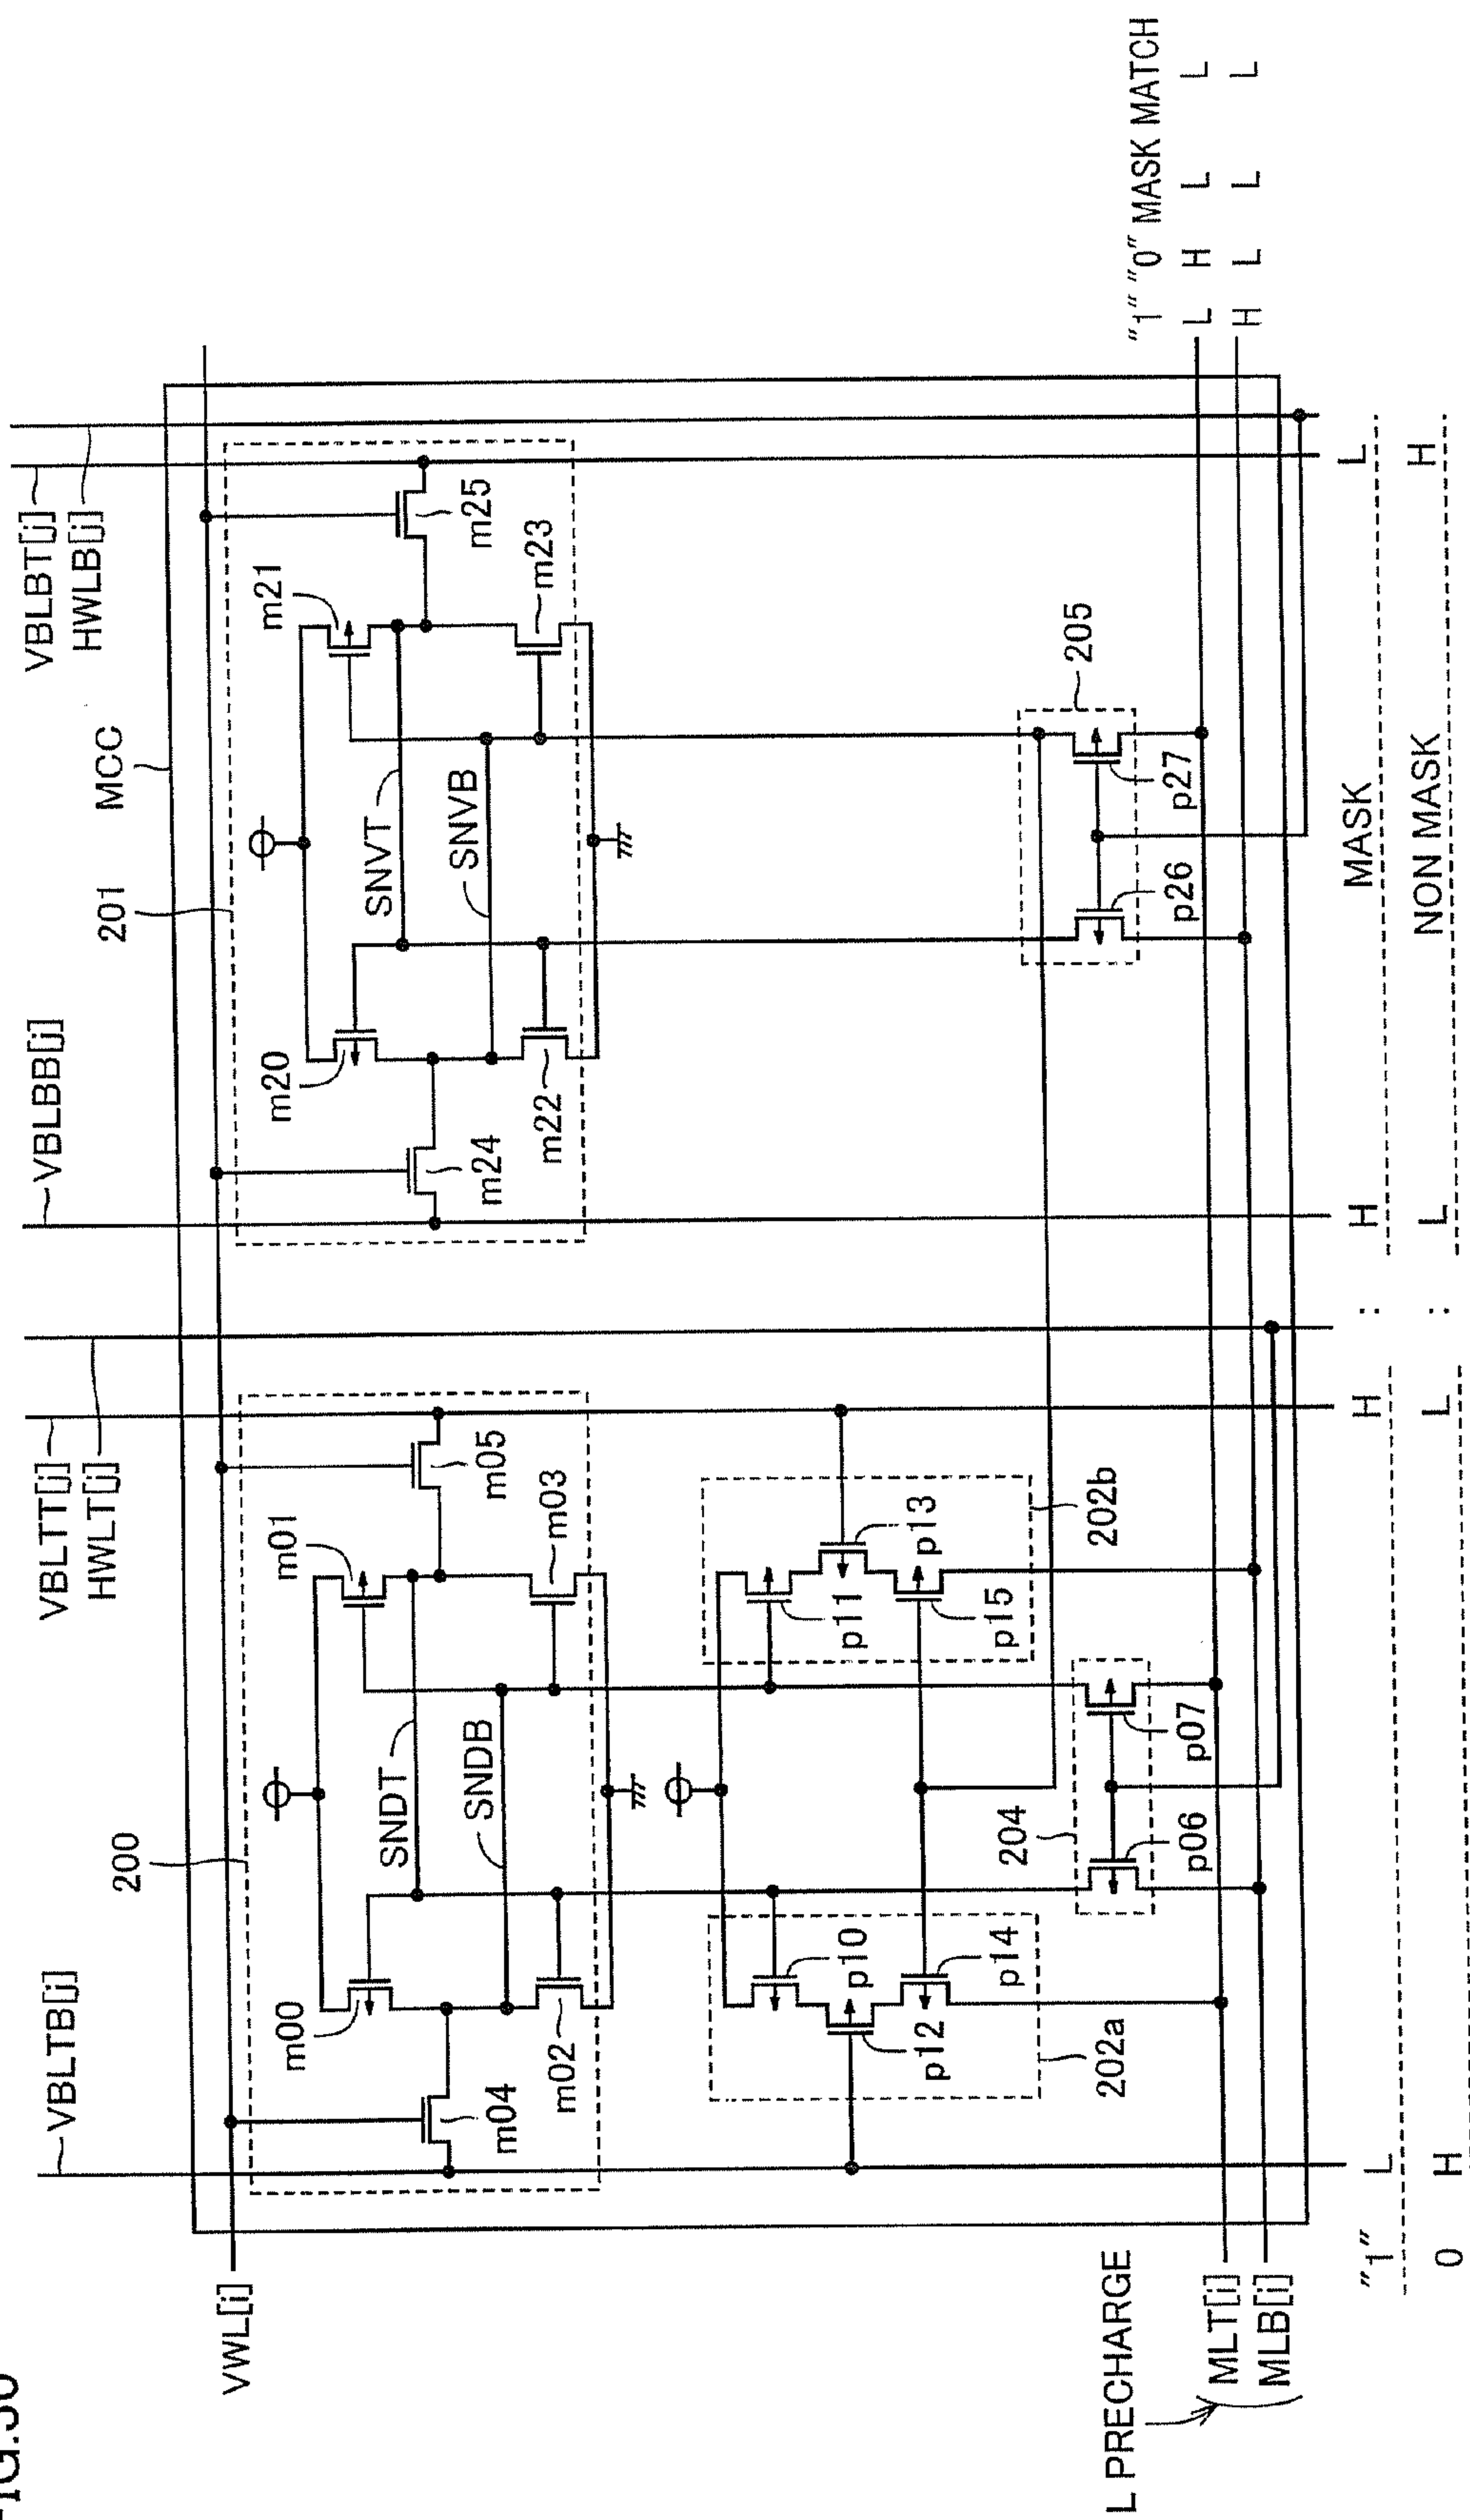 FIG.30
VBLTB[j]
VBLTT[j]
HWLT[j]
VBLBB[j]
VBLBT[j]
HWLB[j]
200
201
MCC
VWL[i]
m00
m01
m02
m03
m04
m05
SNDT
SNDB
m20
m21
m22
m23
m24
m25
SNVT
SNVB
p10
p11
p12
p13
p14
p15
202a
202b
204
p06
p07
205
p26
p27
L PRECHARGE
MLT[i]
MLB[i]
"1" "0" MASK MATCH
L H L L
H L L L
"1" L H : H MASK L
0 H L : L NON MASK H